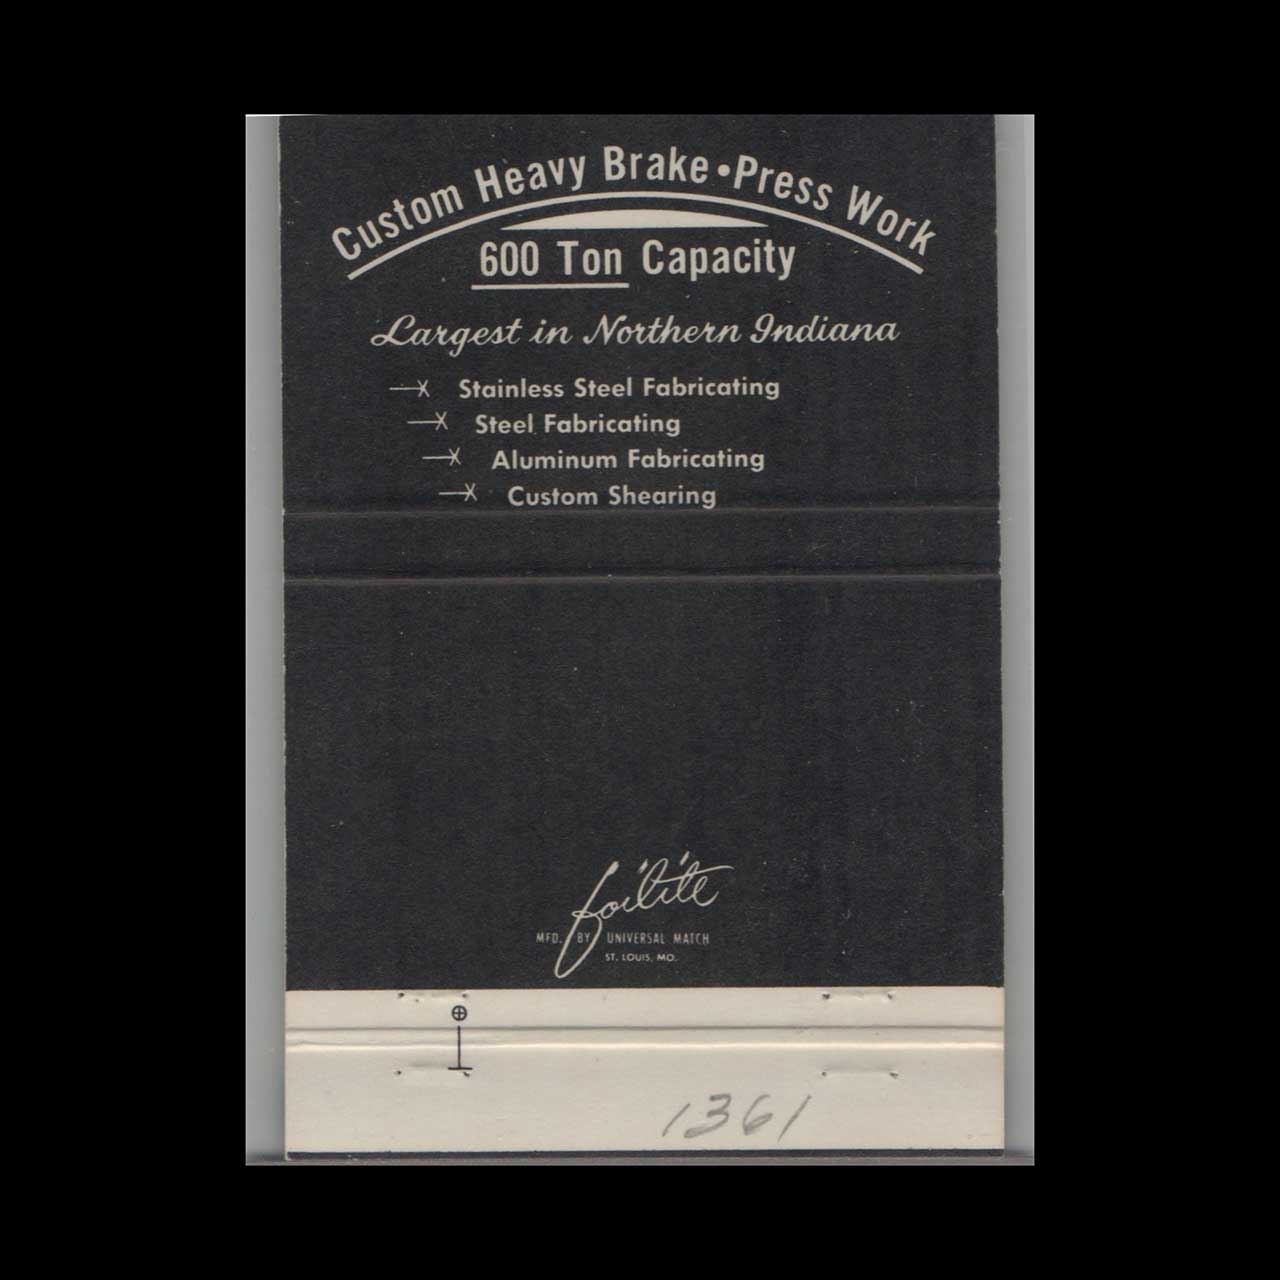 Custom Heavy Brake • Press Work
600 Ton Capacity
Largest in Northern Indiana
Stainless Steel Fabricating
Steel Fabricating
Aluminum Fabricating
Custom Shearing
foilite
MFD. BY UNIVERSAL MATCH
ST. LOUIS, MO.
1361